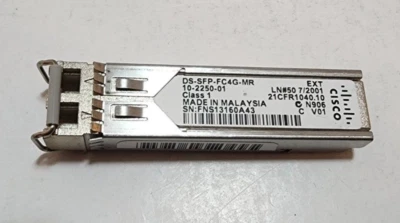 DS-SFP-FC4G-MR EXT
10-2250-01 LN#50 7/2001
Class 1 21CFR1040.10
MADE IN MALAYSIA N906
SN:FNS13150A43 C V01
CISCO